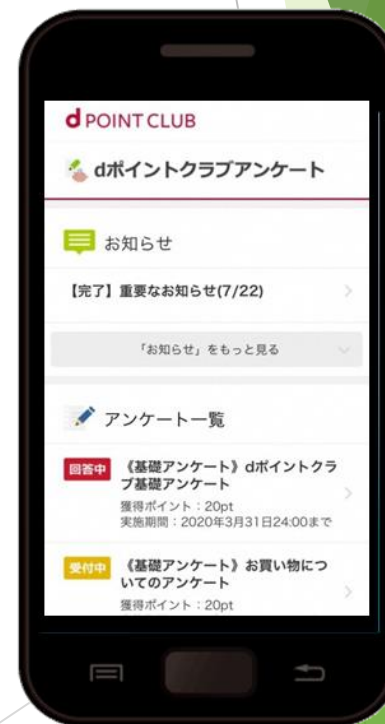 d POINT CLUB
dポイントクラブアンケート
お知らせ
【完了】重要なお知らせ(7/22)
「お知らせ」をもっと見る
アンケート一覧
回答中
《基礎アンケート》dポイントクラ
ブ基礎アンケート
獲得ポイント：20pt
実施期間：2020年3月31日24:00まで
受付中
《基礎アンケート》お買い物につ
いてのアンケート
獲得ポイント：20pt